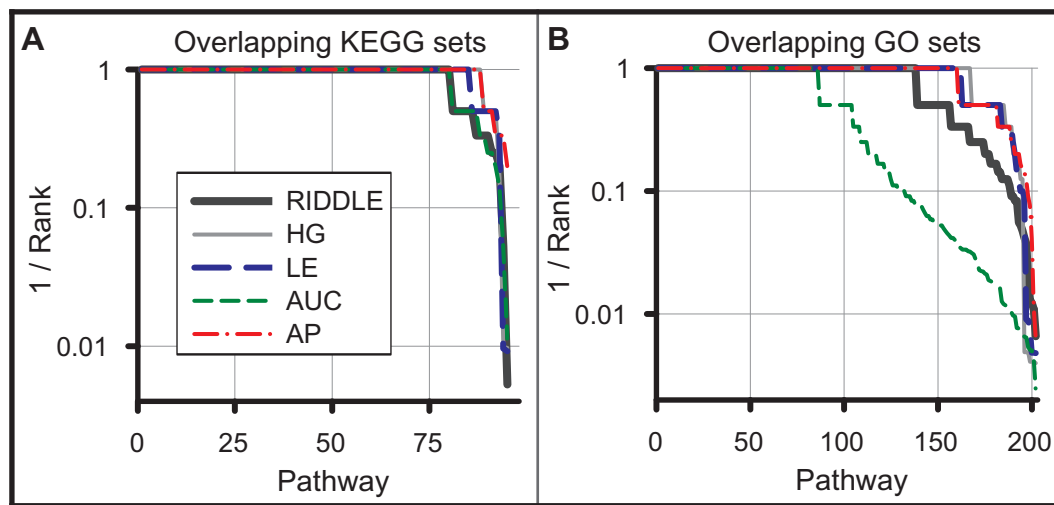 A Overlapping KEGG sets
1
0.1
0.01
1 / Rank
RIDDLE
HG
LE
AUC
AP
0 25 50 75
Pathway
B Overlapping GO sets
1
0.1
0.01
1 / Rank
0 50 100 150 200
Pathway